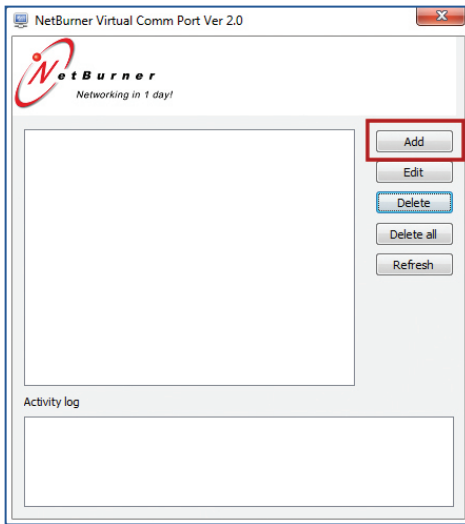 NetBurner Virtual Comm Port Ver 2.0
NetBurner
Networking in 1 day!
Add
Edit
Delete
Delete all
Refresh
Activity log